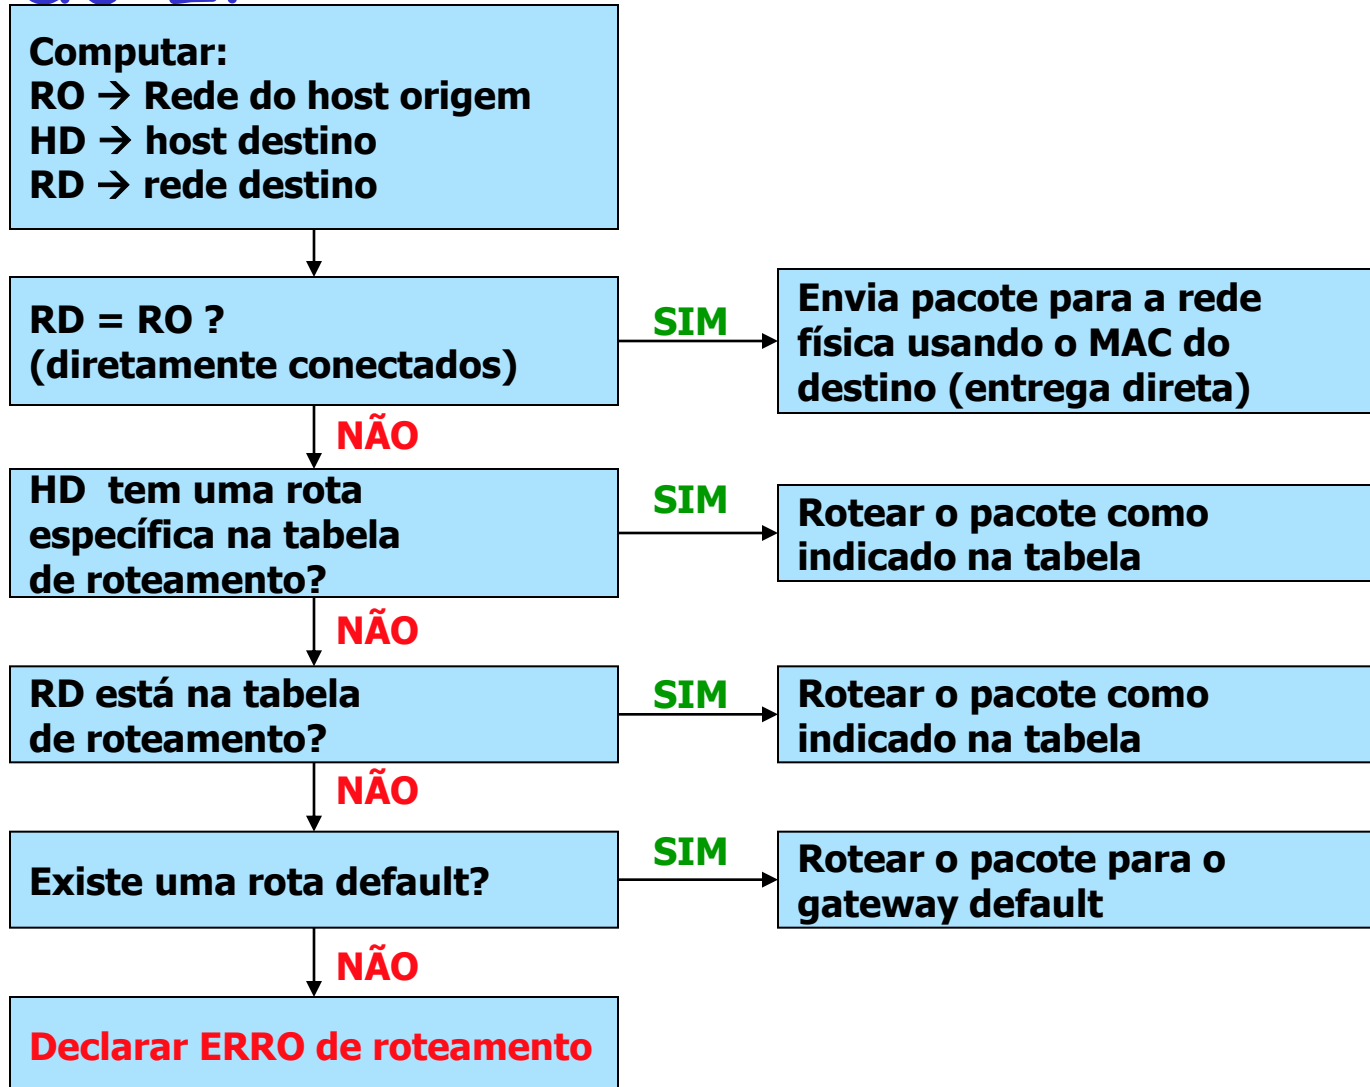 Computar:
RO → Rede do host origem
HD → host destino
RD → rede destino
RD = RO ?
(diretamente conectados)
SIM
Envia pacote para a rede
física usando o MAC do
destino (entrega direta)
NÃO
HD tem uma rota
específica na tabela
de roteamento?
SIM
Rotear o pacote como
indicado na tabela
NÃO
RD está na tabela
de roteamento?
SIM
Rotear o pacote como
indicado na tabela
NÃO
Existe uma rota default?
SIM
Rotear o pacote para o
gateway default
NÃO
Declarar ERRO de roteamento